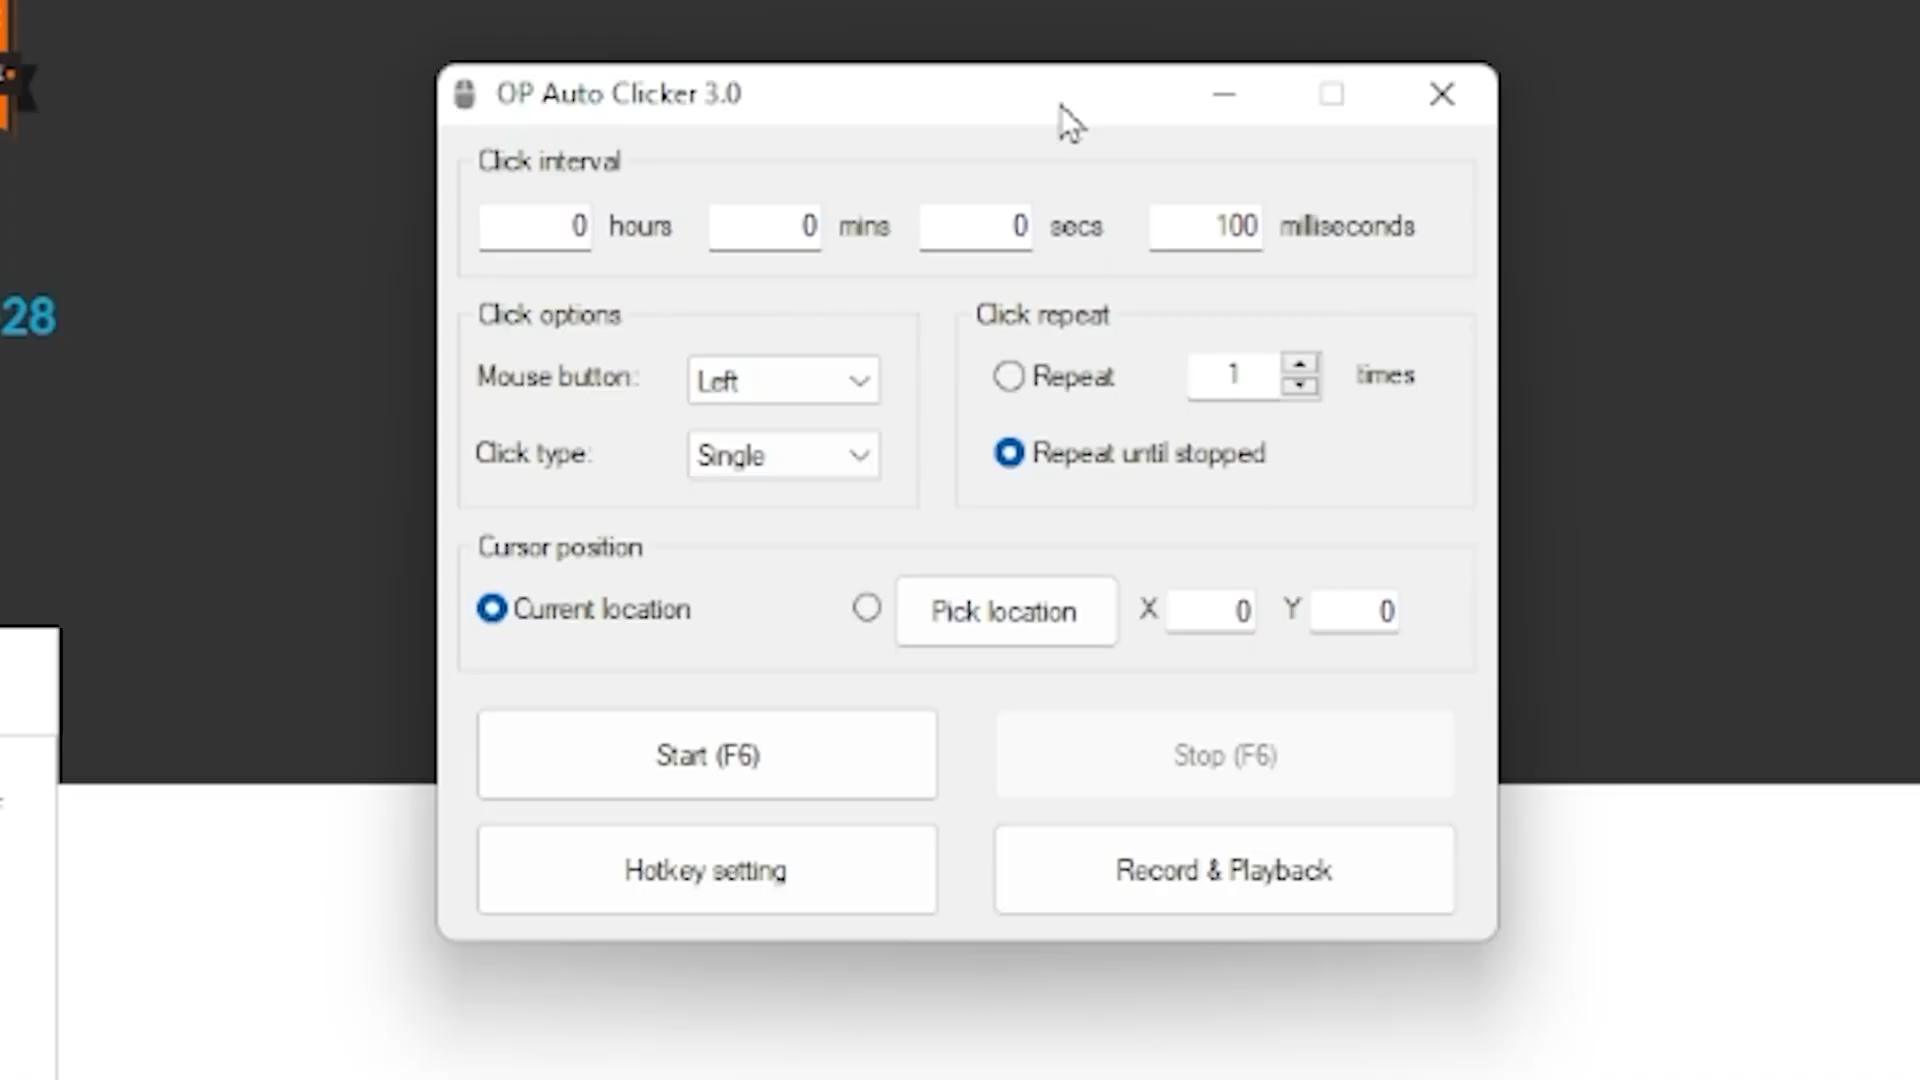 OP Auto Clicker 3.0
Click interval
0 hours 0 mins 0 secs 100 milliseconds
Click options
Click repeat
Mouse button: Left
Repeat 1 times
Click type: Single
Repeat until stopped
Cursor position
Current location Pick location X 0 Y 0
Start (F6) Stop (F6)
Hotkey setting Record & Playback
28